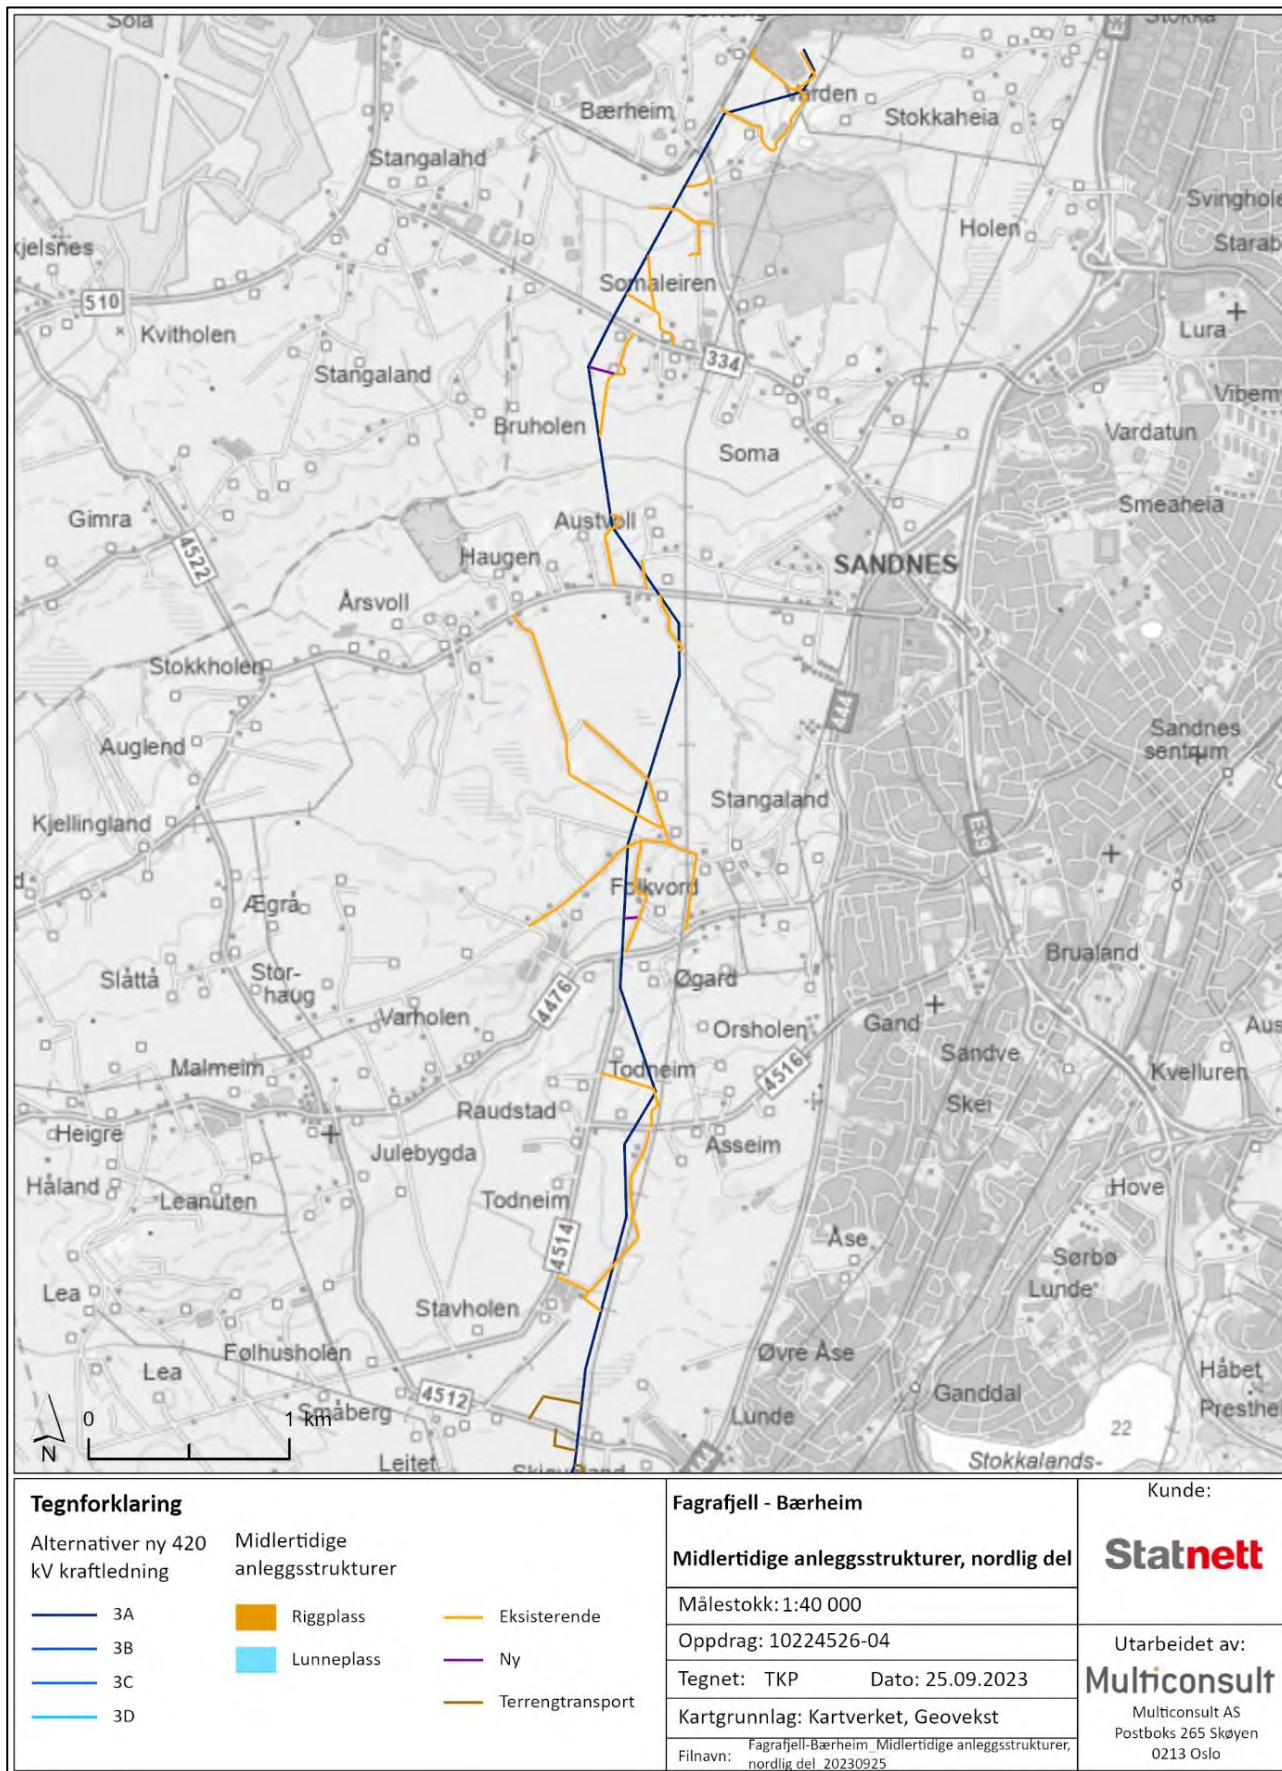 Sola
Stokka
Bærheim
Varden
Stokkaheia
Stangaland
Svinghole
kjelsnes
Holen
Starab
Somaleiren
510
Kvitholen
Lura
334
Stangaland
Vibem
Bruholen
Vardatun
Soma
Smeaheia
Gimra
Austvoll
4522
Haugen
SANDNES
Årsvoll
Stokkholen
444
Auglend
Sandnes
sentrum
Stangaland
Kjellingland
E39
Folkvord
Ægrå
Brualand
Slåttå
Stor-
haug
Øgard
4476
Varholen
Orsholen
Gand
Aus
Malmeim
Todneim
4516
Sandve
Kvelluren
Raudstad
Skei
Heigre
Julebygda
Asseim
Håland
Leanuten
Todneim
Hove
4514
Åse
Sørbø
Lea
Lunde
Stavholen
Følhusholen
Øvre Åse
Håbet
Lea
Ganddal
4512
Presthe
0 1 km
Småberg
Lunde
22
N
Leitet
444
Stokkalands-
Tegnforklaring
Alternativer ny 420
kV kraftledning
3A
3B
3C
3D
Midlertidige
anleggsstrukturer
Riggplass
Lunneplass
Eksisterende
Ny
Terrengtransport
Fagrafjell - Bærheim
Midlertidige anleggsstrukturer, nordlig del
Målestokk: 1:40 000
Oppdrag: 10224526-04
Tegnet: TKP Dato: 25.09.2023
Kartgrunnlag: Kartverket, Geovekst
Filnavn: Fagrafjell-Bærheim_Midlertidige anleggsstrukturer,
nordlig del_20230925
Kunde:
Statnett
Utarbeidet av:
Multiconsult
Multiconsult AS
Postboks 265 Skøyen
0213 Oslo